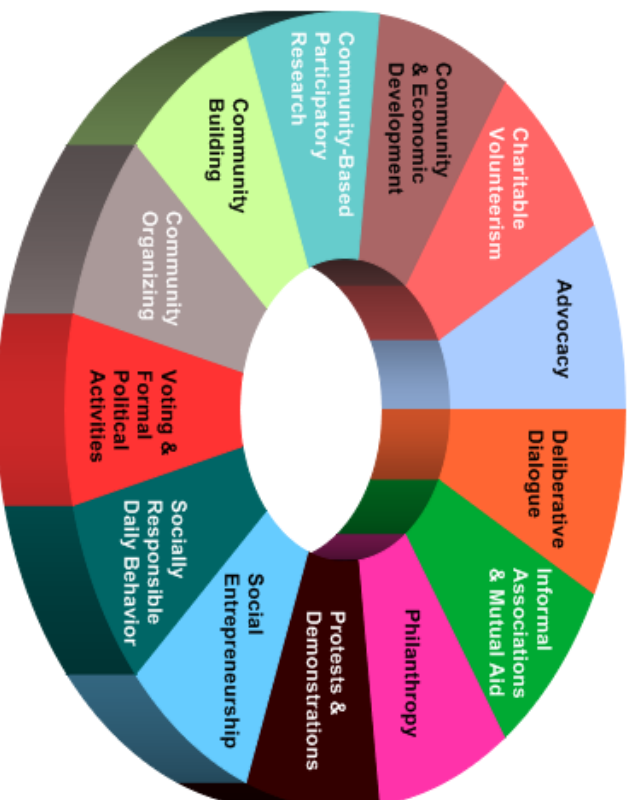 Advocacy
Deliberative
Dialogue
Informal
Associations
& Mutual Aid
Philanthropy
Protests &
Demonstrations
Social
Entrepreneurship
Socially
Responsible
Daily Behavior
Voting &
Formal
Political
Activities
Community
Organizing
Community
Building
Community-Based
Participatory
Research
Community
& Economic
Development
Charitable
Volunteerism